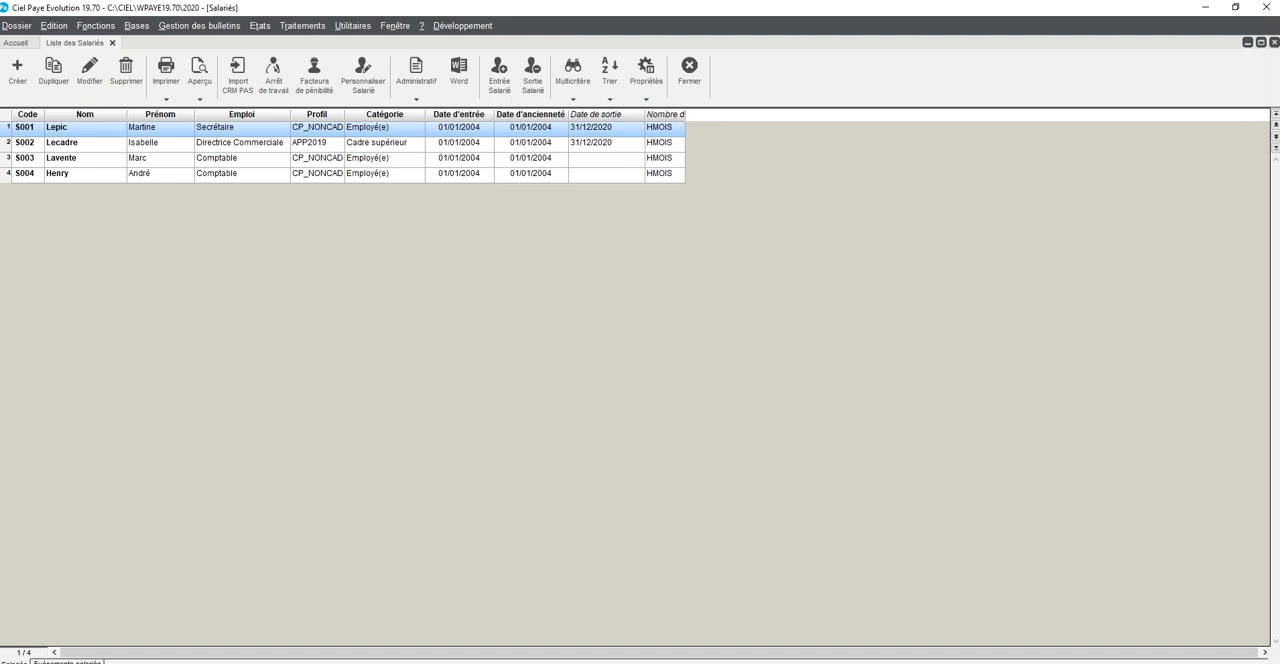 Ciel Paye Evolution 19.70 - C:\CIEL\WPAYE19.70\2020 - [Salariés]
Dossier Edition Fonctions Bases Gestion des bulletins Etats Traitements Utilitaires Fenêtre ? Développement
Accueil Liste des Salariés
Créer Dupliquer Modifier Supprimer Imprimer Aperçu Import CRM PAS Arrêt de travail Facteurs de pénibilité Personnaliser Salarié Administratif Word Entrée Salarié Sortie Salarié Multicritère Trier Propriétés Fermer
Code Nom Prénom Emploi Profil Catégorie Date d'entrée Date d'ancienneté Date de sortie Nombre d
1 S001 Lepic Martine Secrétaire CP_NONCAD Employé(e) 01/01/2004 01/01/2004 31/12/2020 HMOIS
2 S002 Lecadre Isabelle Directrice Commerciale APP2019 Cadre supérieur 01/01/2004 01/01/2004 31/12/2020 HMOIS
3 S003 Lavente Marc Comptable CP_NONCAD Employé(e) 01/01/2004 01/01/2004 HMOIS
4 S004 Henry André Comptable CP_NONCAD Employé(e) 01/01/2004 01/01/2004 HMOIS
1 / 4
Salariés Evénements salariés